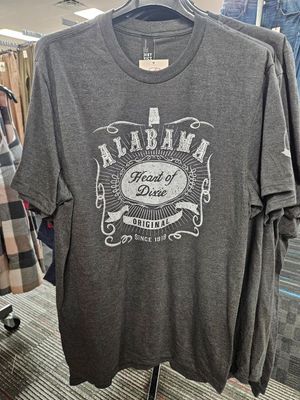 ALABAMA
Heart of
Dixie
ORIGINAL
SINCE 1819